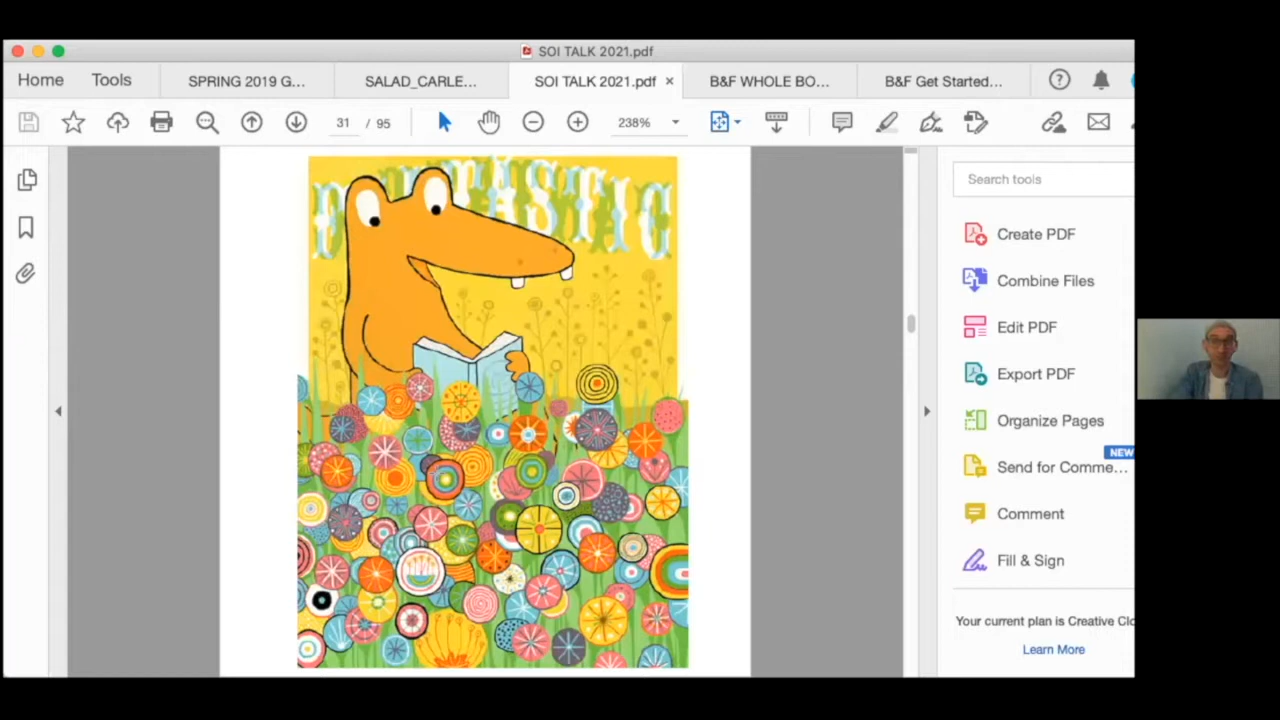 SOI TALK 2021.pdf
Home Tools SPRING 2019 G... SALAD_CARLE... SOI TALK 2021.pdf × B&F WHOLE BO... B&F Get Started...
31 / 95 238%
Search tools
Create PDF
Combine Files
Edit PDF
Export PDF
Organize Pages
NEW
Send for Comme...
Comment
Fill & Sign
Your current plan is Creative Clo
Learn More